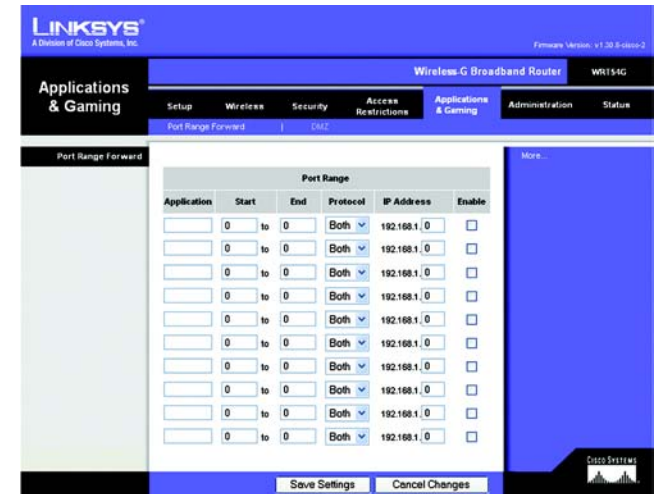 LINKSYS®
A Division of Cisco Systems, Inc.
Firmware Version: v1.30.8-cisco-2
Wireless-G Broadband Router WRT54G
Applications & Gaming
Setup Wireless Security Access Restrictions Applications & Gaming Administration Status
Port Range Forward | DMZ
Port Range Forward
More...
Port Range
Application Start End Protocol IP Address Enable
0 to 0 Both 192.168.1. 0
0 to 0 Both 192.168.1. 0
0 to 0 Both 192.168.1. 0
0 to 0 Both 192.168.1. 0
0 to 0 Both 192.168.1. 0
0 to 0 Both 192.168.1. 0
0 to 0 Both 192.168.1. 0
0 to 0 Both 192.168.1. 0
0 to 0 Both 192.168.1. 0
0 to 0 Both 192.168.1. 0
Save Settings Cancel Changes
CISCO SYSTEMS